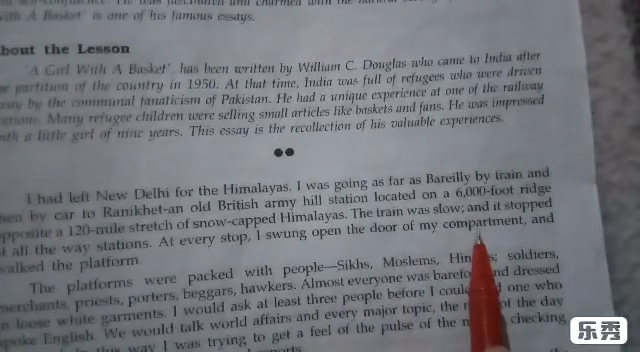 with A Basket' is one of his famous essays.
bout the Lesson
'A Girl With A Basket', has been written by William C. Douglas who came to India after
partition of the country in 1950. At that time, India was full of refugees who were driven
by the communal fanaticism of Pakistan. He had a unique experience at one of the railway
Many refugee children were selling small articles like baskets and fans. He was impressed
a little girl of nine years. This essay is the recollection of his valuable experiences.
I had left New Delhi for the Himalayas. I was going as far as Bareilly by train and
by car to Ranikhet-an old British army hill station located on a 6,000-foot ridge
opposite a 120-mile stretch of snow-capped Himalayas. The train was slow; and it stopped
all the way stations. At every stop, I swung open the door of my compartment, and
walked the platform.
The platforms were packed with people—Sikhs, Moslems, soldiers,
merchants, priests, porters, beggars, hawkers. Almost everyone was and dressed
loose white garments. I would ask at least three people before I one who
spoke English. We would talk world affairs and every major topic, the of the day
this way I was trying to get a feel of the pulse of the checking
乐秀